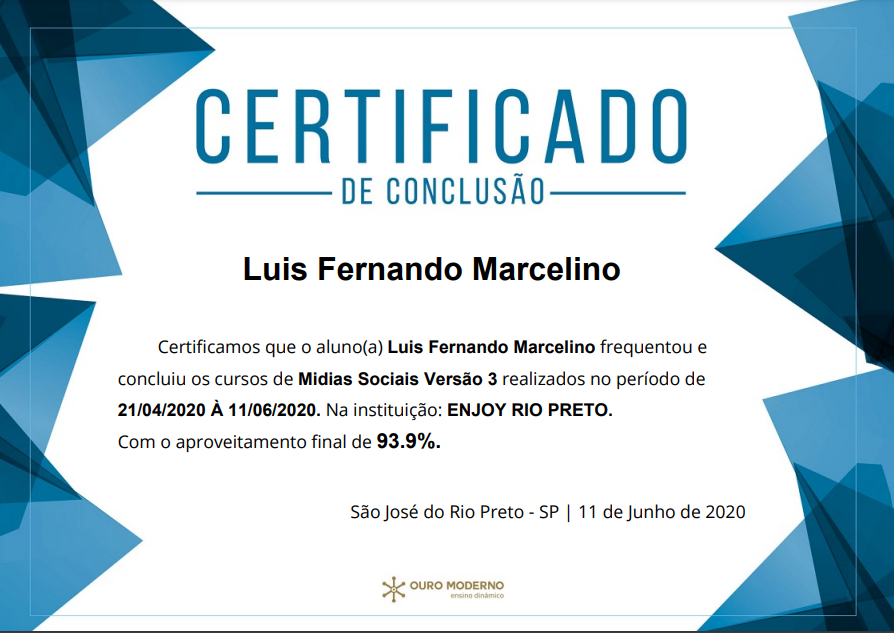 CERTIFICADO
DE CONCLUSÃO
Luis Fernando Marcelino
Certificamos que o aluno(a) Luis Fernando Marcelino frequentou e
concluiu os cursos de Midias Sociais Versão 3 realizados no período de
21/04/2020 À 11/06/2020. Na instituição: ENJOY RIO PRETO.
Com o aproveitamento final de 93.9%.
São José do Rio Preto - SP | 11 de Junho de 2020
OURO MODERNO
ensino dinâmico